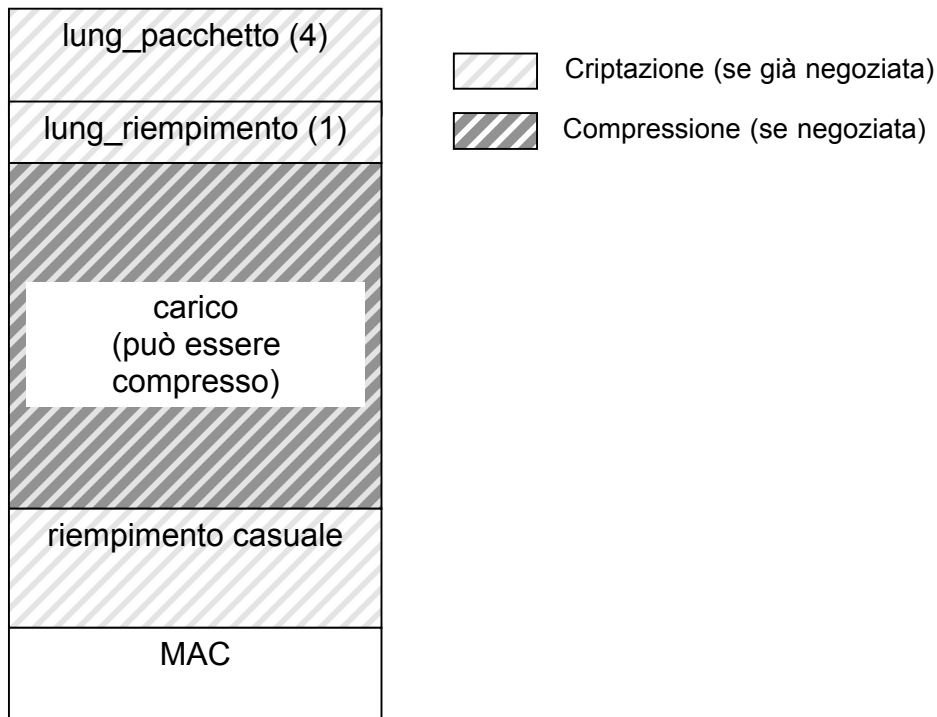 lung_pacchetto (4)
lung_riempimento (1)
carico
(può essere
compresso)
riempimento casuale
MAC
Criptazione (se già negoziata)
Compressione (se negoziata)